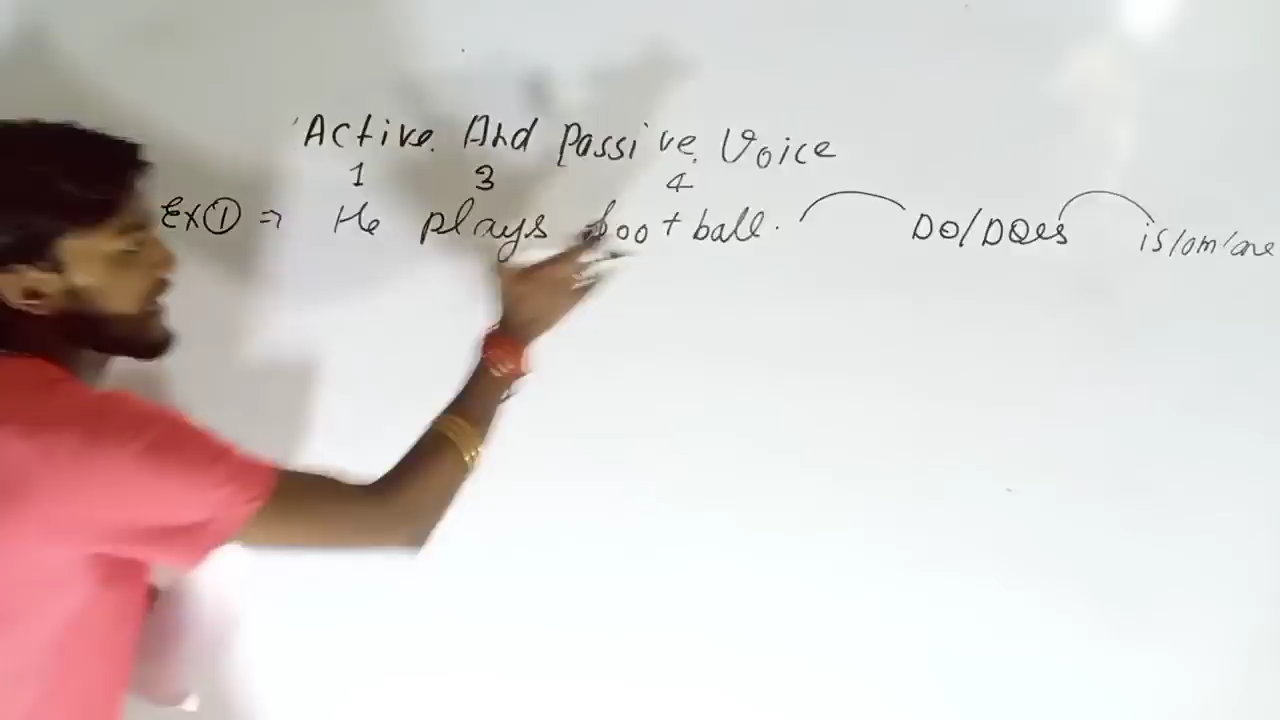 Active And Passive Voice
1 3 4
Ex① ⇒ He plays football. DO/DOes is/am/are